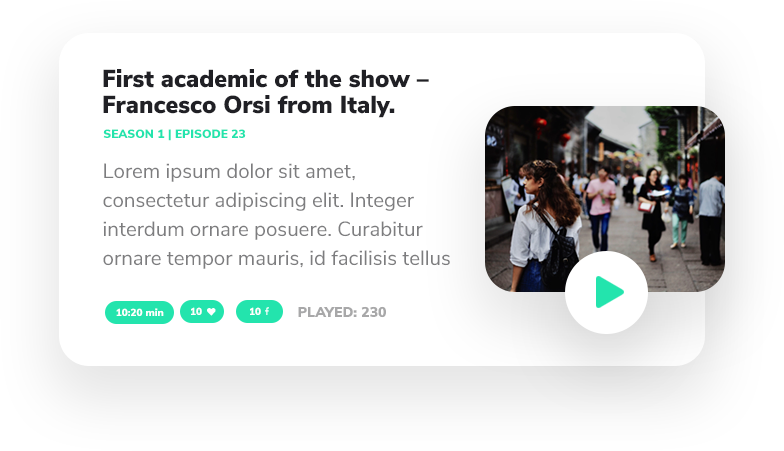 First academic of the show –
Francesco Orsi from Italy.
SEASON 1 | EPISODE 23
Lorem ipsum dolor sit amet,
consectetur adipiscing elit. Integer
interdum ornare posuere. Curabitur
ornare tempor mauris, id facilisis tellus
10:20 min 10 10 f PLAYED: 230